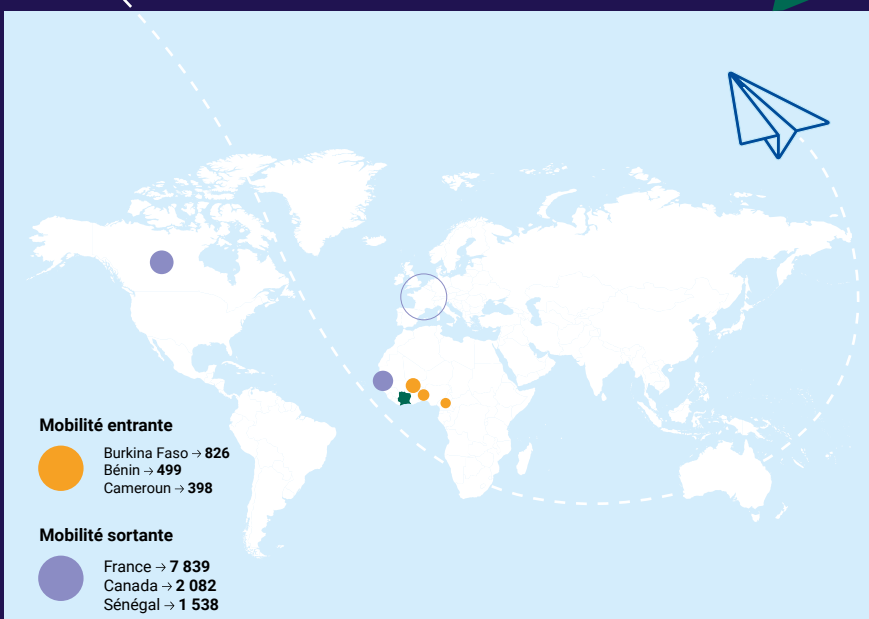 Mobilité entrante
Burkina Faso → 826
Bénin → 499
Cameroun → 398
Mobilité sortante
France → 7 839
Canada → 2 082
Sénégal → 1 538